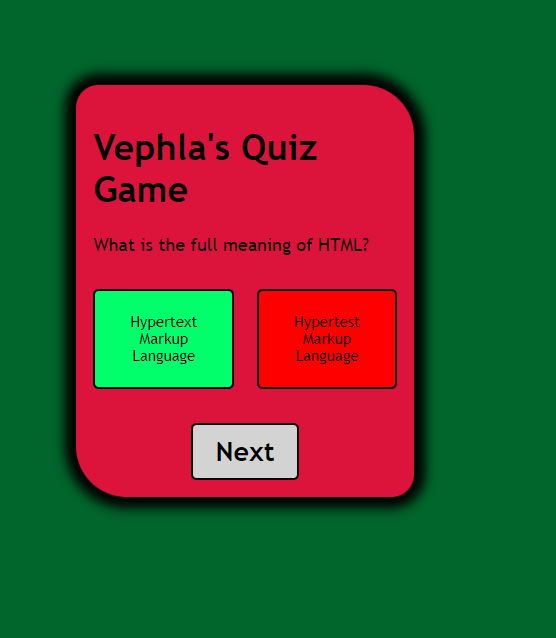 Vephla's Quiz
Game
What is the full meaning of HTML?
Hypertext
Markup
Language
Hypertest
Markup
Language
Next